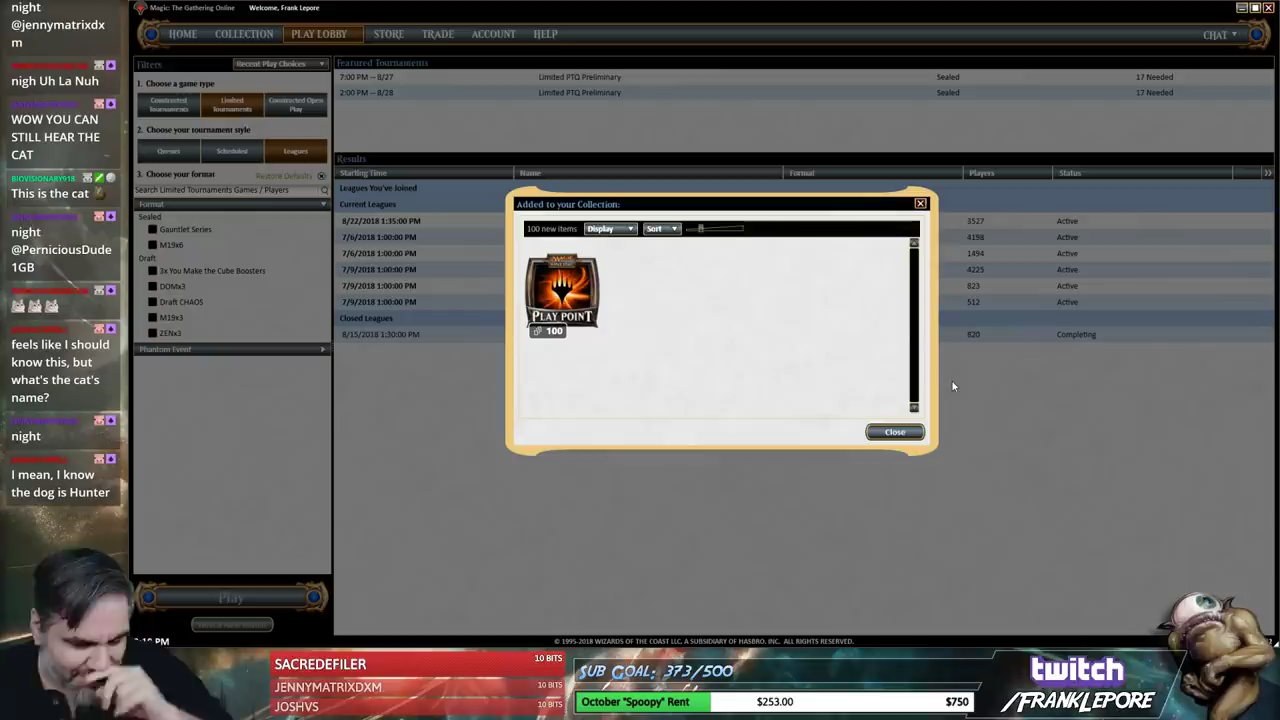 night
@jennymatrixdx
m
nigh Uh La Nuh
WOW YOU CAN
STILL HEAR THE
CAT
BIOVISIONARY918
This is the cat
night
@PerniciousDude
1GB
feels like I should
know this, but
what's the cat's
name?
night
I mean, I know
the dog is Hunter
Magic: The Gathering Online Welcome, Frank Lepore
HOME COLLECTION PLAY LOBBY STORE TRADE ACCOUNT HELP CHAT
Filters Recent Play Choices
1. Choose a game type
Constructed Tournaments Limited Tournaments Constructed Open Play
2. Choose your tournament style
Queues Scheduled Leagues
3. Choose your format Restore Defaults
Search Limited Tournaments Games / Players
Format
Sealed
Gauntlet Series
M19x6
Draft
3x You Make the Cube Boosters
DOMx3
Draft CHAOS
M19x3
ZENx3
Phantom Event
Play
Featured Tournaments
7:00 PM -- 8/27 Limited PTQ Preliminary Sealed 17 Needed
2:00 PM -- 8/28 Limited PTQ Preliminary Sealed 17 Needed
Results
Starting Time Name Format Players Status
Leagues You've Joined
Current Leagues
8/22/2018 1:35:00 PM 3527 Active
7/6/2018 1:00:00 PM 4198 Active
7/6/2018 1:00:00 PM 1494 Active
7/9/2018 1:00:00 PM 4225 Active
7/9/2018 1:00:00 PM 823 Active
7/9/2018 1:00:00 PM 512 Active
Closed Leagues
8/15/2018 1:30:00 PM 820 Completing
Added to your Collection:
100 new items Display Sort
PLAY POINT
100
Close
PM
© 1995-2018 WIZARDS OF THE COAST LLC, A SUBSIDIARY OF HASBRO, INC. ALL RIGHTS RESERVED.
SACREDEFILER 10 BITS
JENNYMATRIXDXM 10 BITS
JOSHVS 10 BITS
SUB GOAL: 373/500
October "Spoopy" Rent $253.00 $750
twitch
/FRANKLEPORE